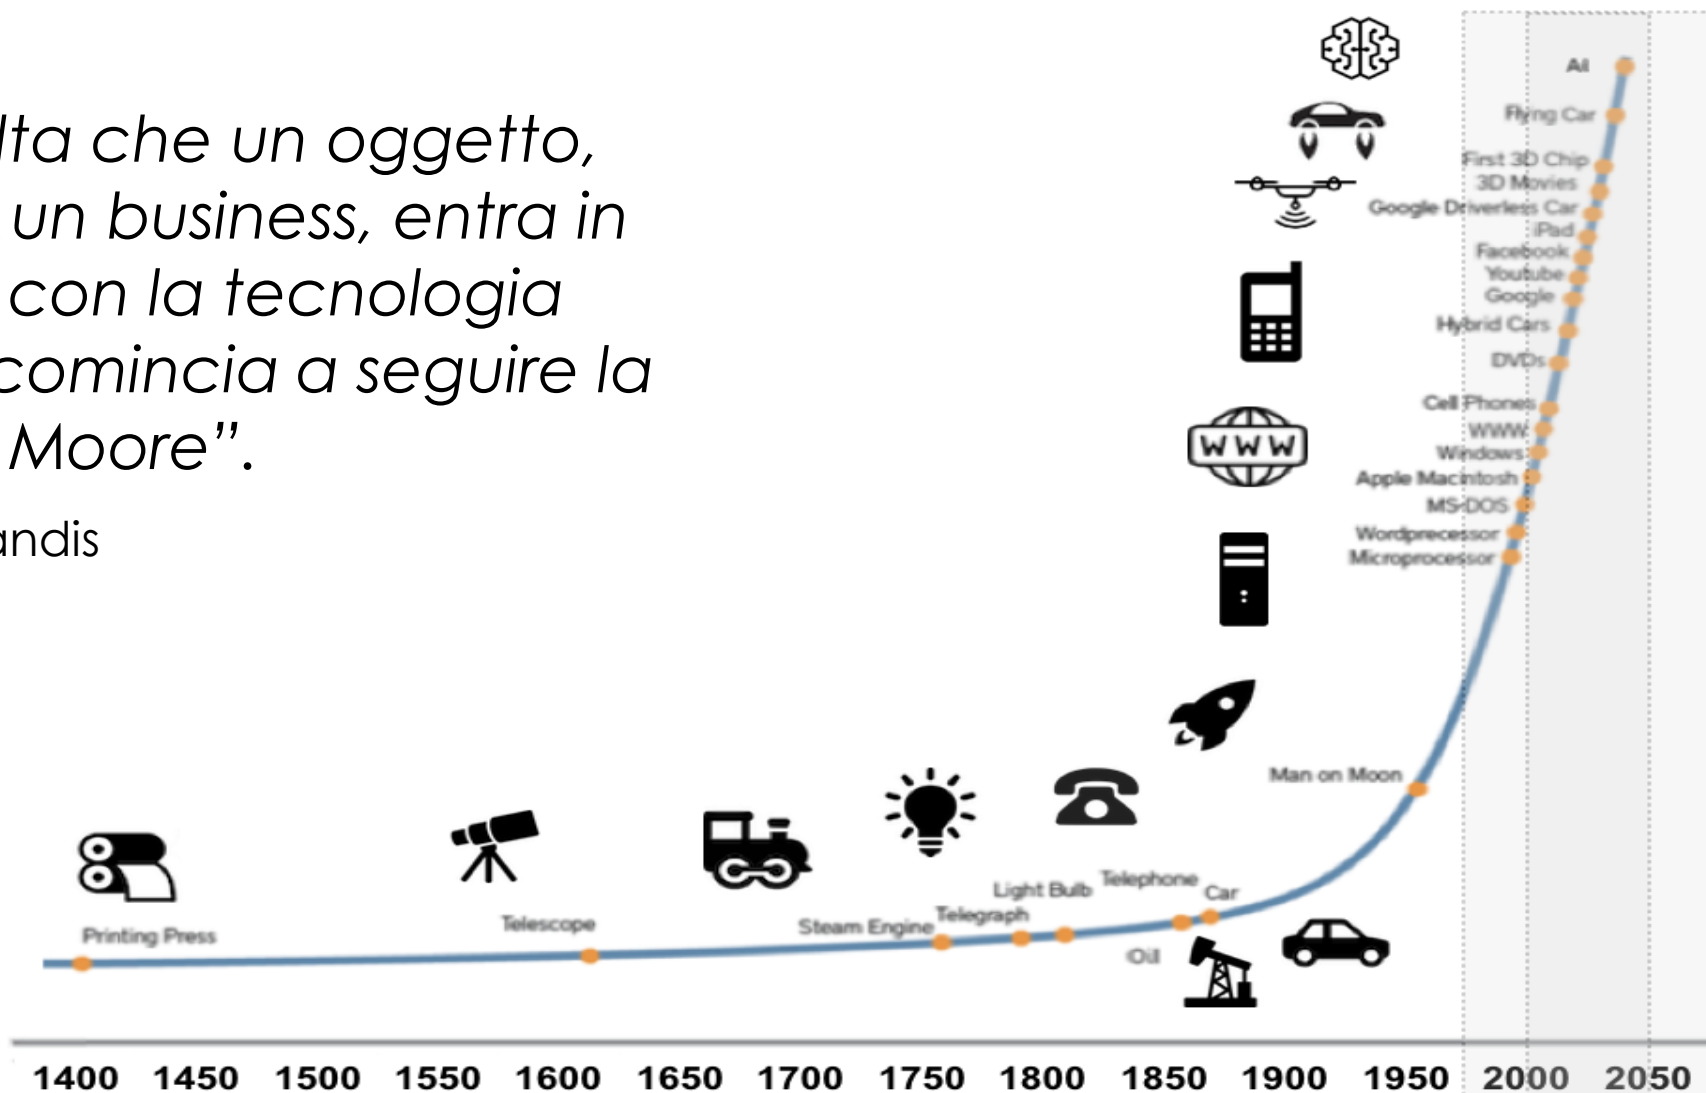 lta che un oggetto,
un business, entra in
con la tecnologia
comincia a seguire la
Moore”.
andis
AI
Flying Car
First 3D Chip
3D Movies
Google Driverless Car
iPad
Facebook
Youtube
Google
Hybrid Cars
DVDs
Cell Phones
WWW
WWW
Windows
Apple Macintosh
MS-DOS
Wordprecessor
Microprocessor
Man on Moon
Telephone
Light Bulb
Car
Telegraph
Steam Engine
Telescope
Printing Press
Oil
1400 1450 1500 1550 1600 1650 1700 1750 1800 1850 1900 1950 2000 2050